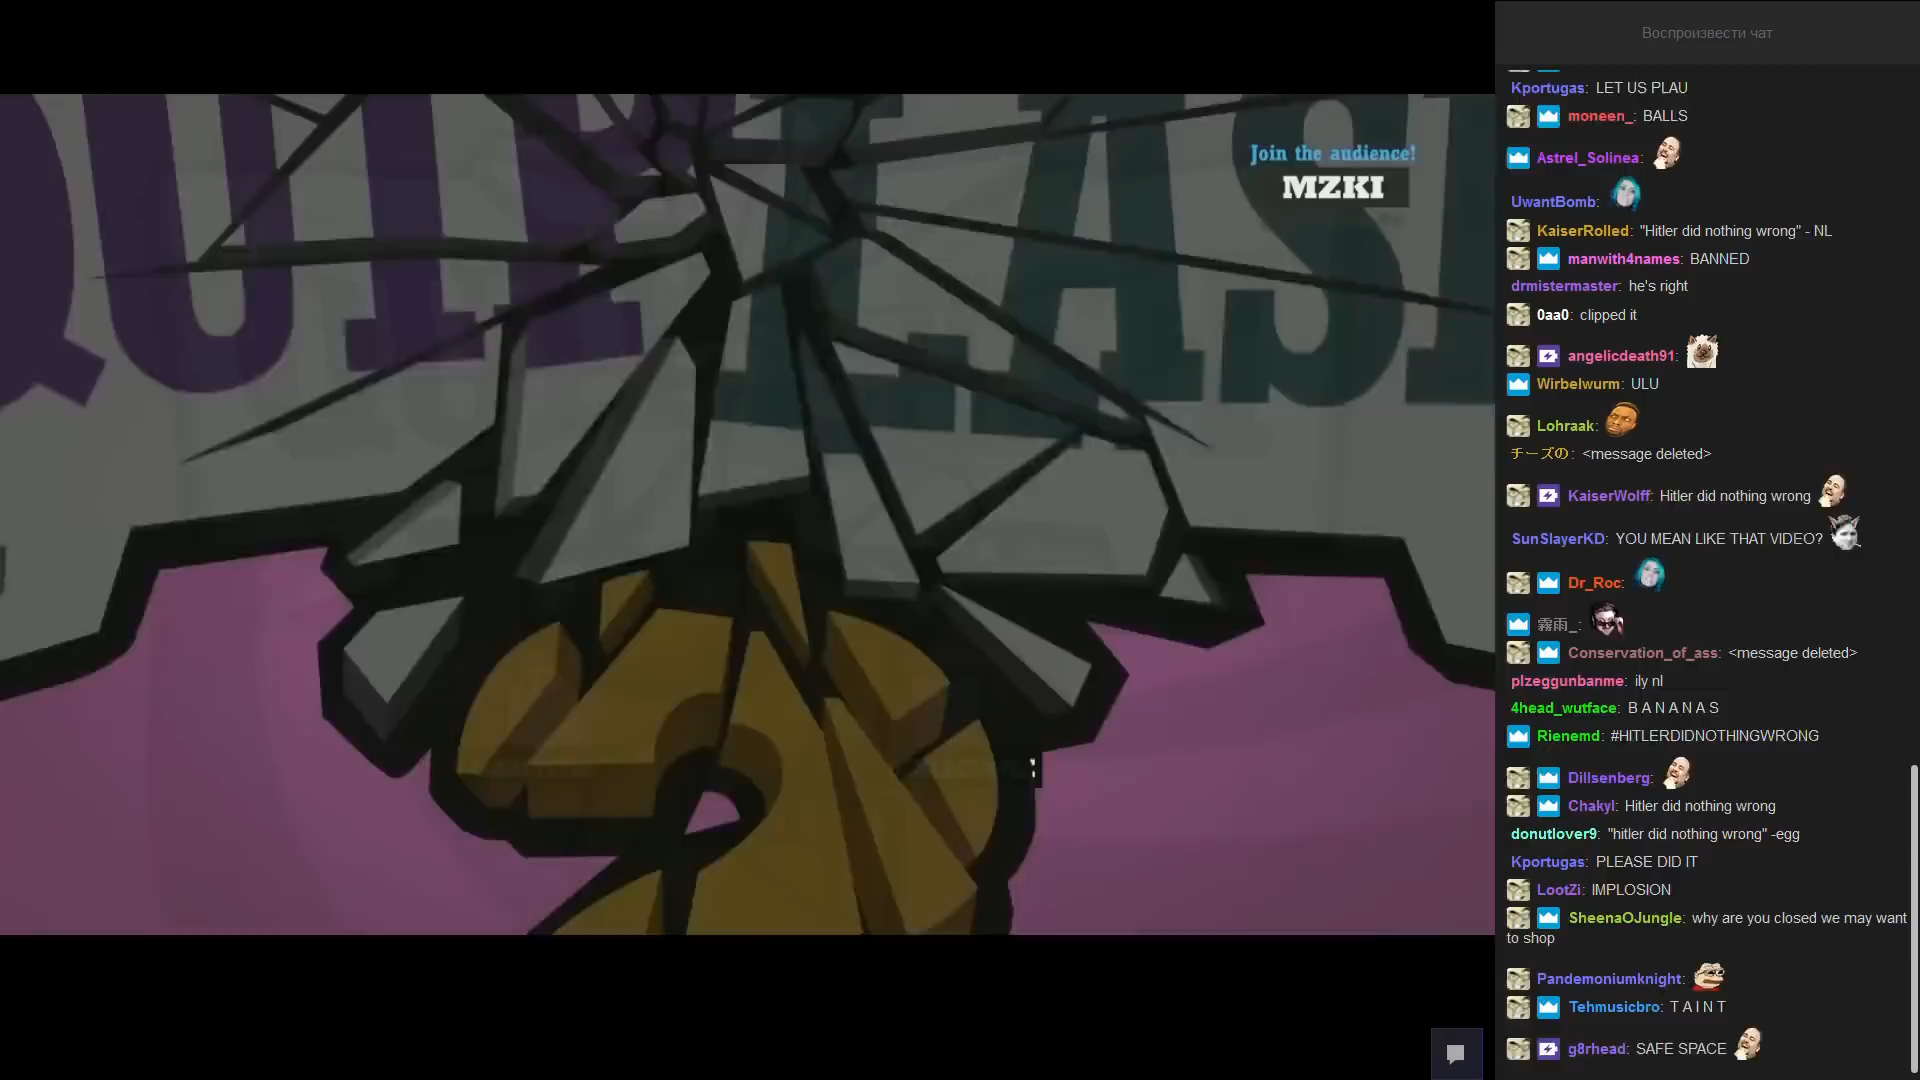 QUIPLASH
Join the audience!
MZKI
Воспроизвести чат
Kportugas: LET US PLAU
moneen_: BALLS
Astrel_Solinea:
UwantBomb:
KaiserRolled: "Hitler did nothing wrong" - NL
manwith4names: BANNED
drmistermaster: he's right
0aa0: clipped it
angelicdeath91:
Wirbelwurm: ULU
Lohraak:
チーズの: <message deleted>
KaiserWolff: Hitler did nothing wrong
SunSlayerKD: YOU MEAN LIKE THAT VIDEO?
Dr_Roc:
霧雨_:
Conservation_of_ass: <message deleted>
plzeggunbanme: ily nl
4head_wutface: B A N A N A S
Rienemd: #HITLERDIDNOTHINGWRONG
Dillsenberg:
Chakyl: Hitler did nothing wrong
donutlover9: "hitler did nothing wrong" -egg
Kportugas: PLEASE DID IT
LootZi: IMPLOSION
SheenaOJungle: why are you closed we may want
to shop
Pandemoniumknight:
Tehmusicbro: T A I N T
g8rhead: SAFE SPACE